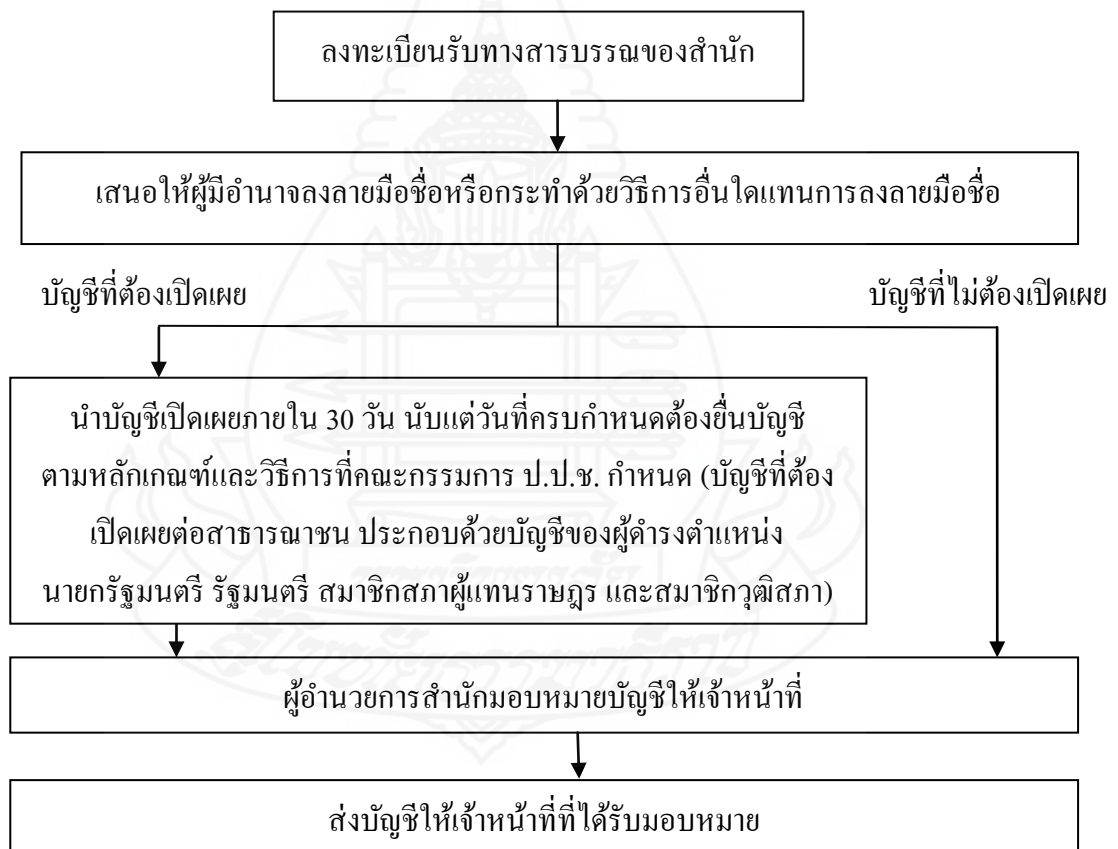 ลงทะเบียนรับทางสารบรรณของสำนัก
เสนอให้ผู้มีอำนาจลงลายมือชื่อหรือกระทำด้วยวิธีการอื่นใดแทนการลงลายมือชื่อ
บัญชีที่ต้องเปิดเผย
บัญชีที่ไม่ต้องเปิดเผย
นำบัญชีเปิดเผยภายใน 30 วัน นับแต่วันที่ครบกำหนดต้องยื่นบัญชี
ตามหลักเกณฑ์และวิธีการที่คณะกรรมการ ป.ป.ช. กำหนด (บัญชีที่ต้อง
เปิดเผยต่อสาธารณาชน ประกอบด้วยบัญชีของผู้ดำรงตำแหน่ง
นายกรัฐมนตรี รัฐมนตรี สมาชิกสภาผู้แทนราษฎร และสมาชิกวุฒิสภา)
ผู้อำนวยการสำนักมอบหมายบัญชีให้เจ้าหน้าที่
ส่งบัญชีให้เจ้าหน้าที่ที่ได้รับมอบหมาย